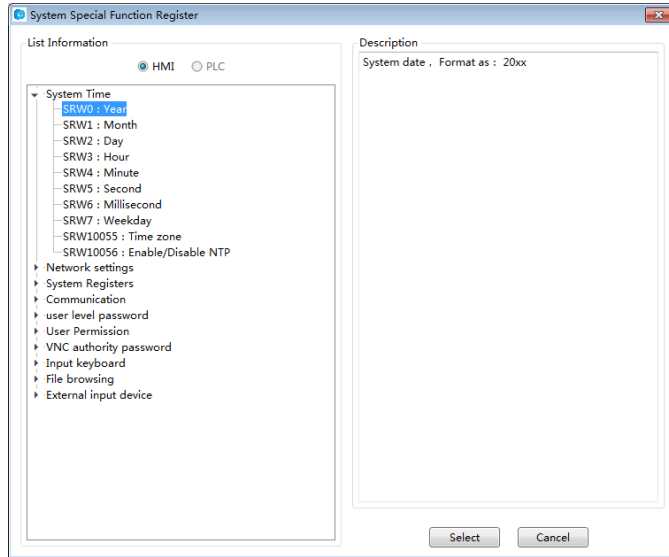 System Special Function Register
List Information
HMI PLC
System Time
SRW0 : Year
SRW1 : Month
SRW2 : Day
SRW3 : Hour
SRW4 : Minute
SRW5 : Second
SRW6 : Millisecond
SRW7 : Weekday
SRW10055 : Time zone
SRW10056 : Enable/Disable NTP
Network settings
System Registers
Communication
user level password
User Permission
VNC authority password
Input keyboard
File browsing
External input device
Description
System date , Format as : 20xx
Select Cancel